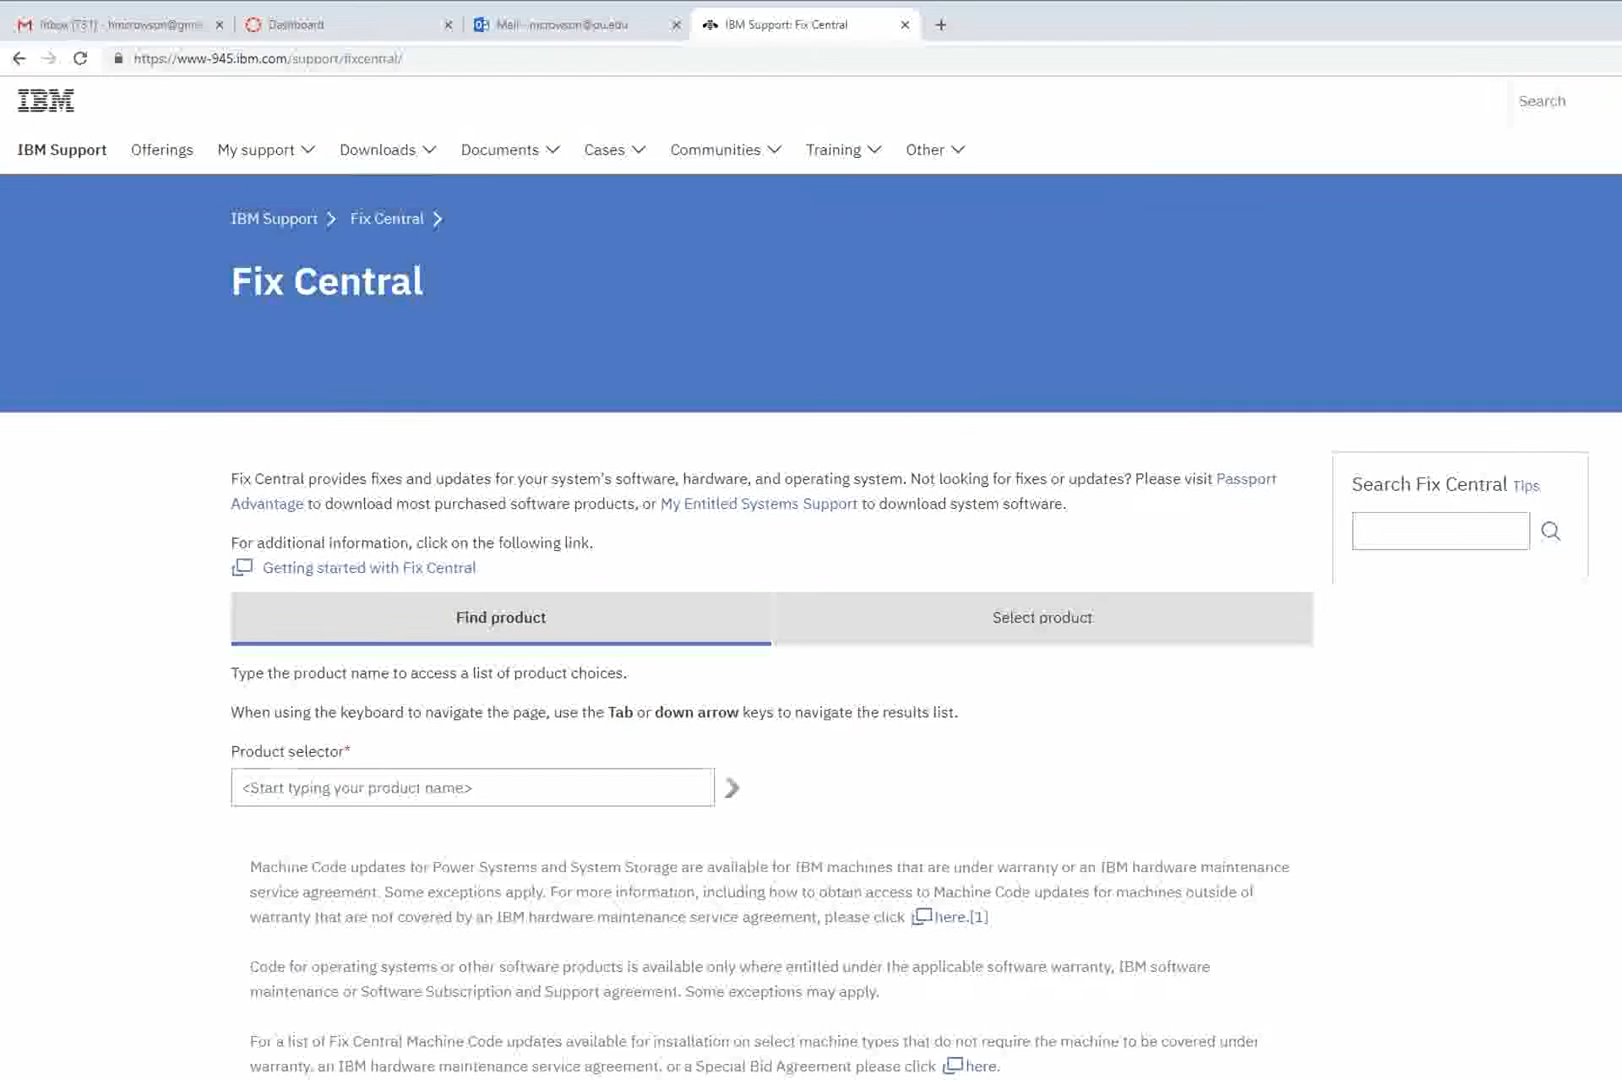 Inbox (731) - hmcrowson@gma
Dashboard
Mail - mcrowson@ou.edu
IBM Support: Fix Central
https://www-945.ibm.com/support/fixcentral/
IBM
Search
IBM Support Offerings My support Downloads Documents Cases Communities Training Other
IBM Support Fix Central
Fix Central
Fix Central provides fixes and updates for your system's software, hardware, and operating system. Not looking for fixes or updates? Please visit Passport
Advantage to download most purchased software products, or My Entitled Systems Support to download system software.
For additional information, click on the following link.
Getting started with Fix Central
Search Fix Central Tips
Find product Select product
Type the product name to access a list of product choices.
When using the keyboard to navigate the page, use the Tab or down arrow keys to navigate the results list.
Product selector*
<Start typing your product name>
Machine Code updates for Power Systems and System Storage are available for IBM machines that are under warranty or an IBM hardware maintenance
service agreement. Some exceptions apply. For more information, including how to obtain access to Machine Code updates for machines outside of
warranty that are not covered by an IBM hardware maintenance service agreement, please click here.[1]
Code for operating systems or other software products is available only where entitled under the applicable software warranty, IBM software
maintenance or Software Subscription and Support agreement. Some exceptions may apply.
For a list of Fix Central Machine Code updates available for installation on select machine types that do not require the machine to be covered under
warranty, an IBM hardware maintenance service agreement, or a Special Bid Agreement please click here.